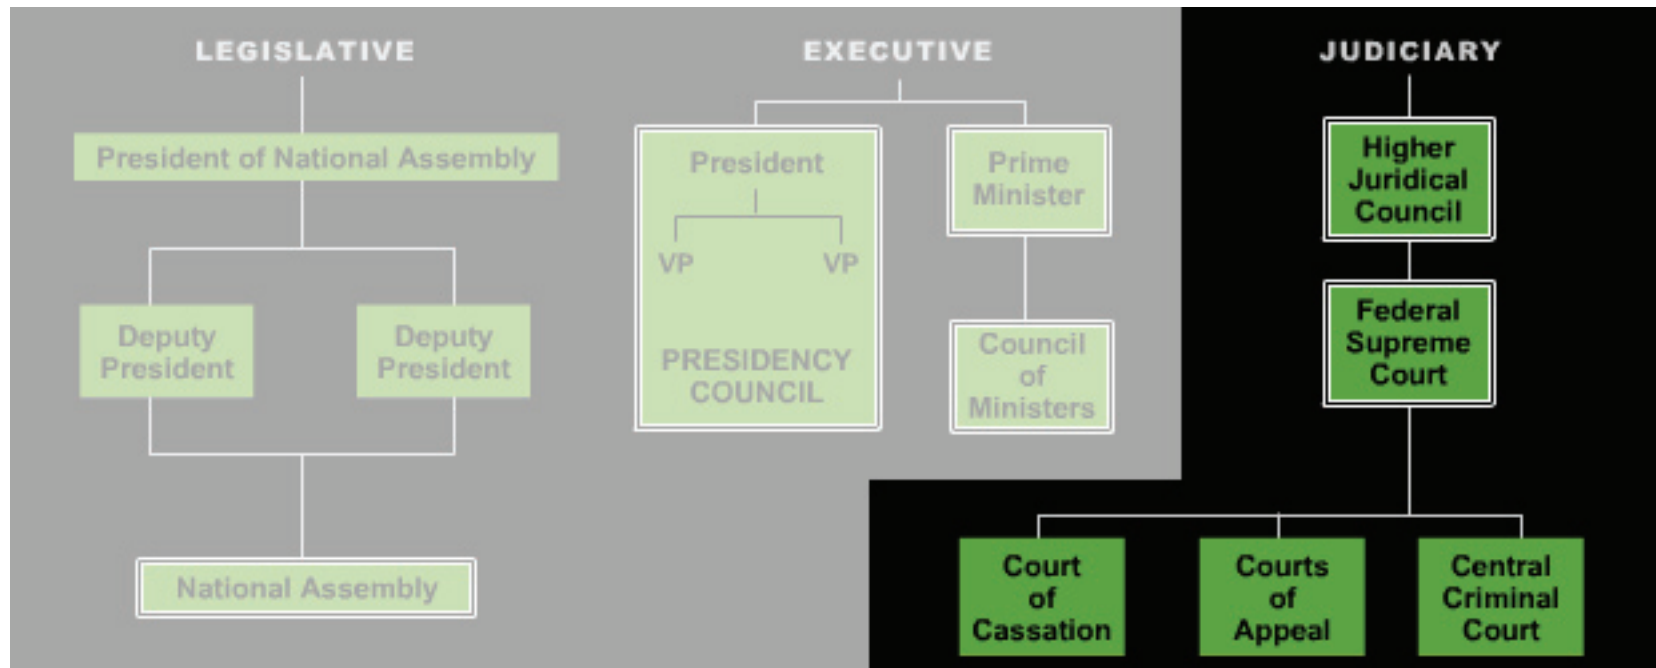 LEGISLATIVE
President of National Assembly
Deputy
President
Deputy
President
National Assembly
EXECUTIVE
President
VP
VP
PRESIDENCY
COUNCIL
Prime
Minister
Council
of
Ministers
JUDICIARY
Higher
Juridical
Council
Federal
Supreme
Court
Court
of
Cassation
Courts
of
Appeal
Central
Criminal
Court